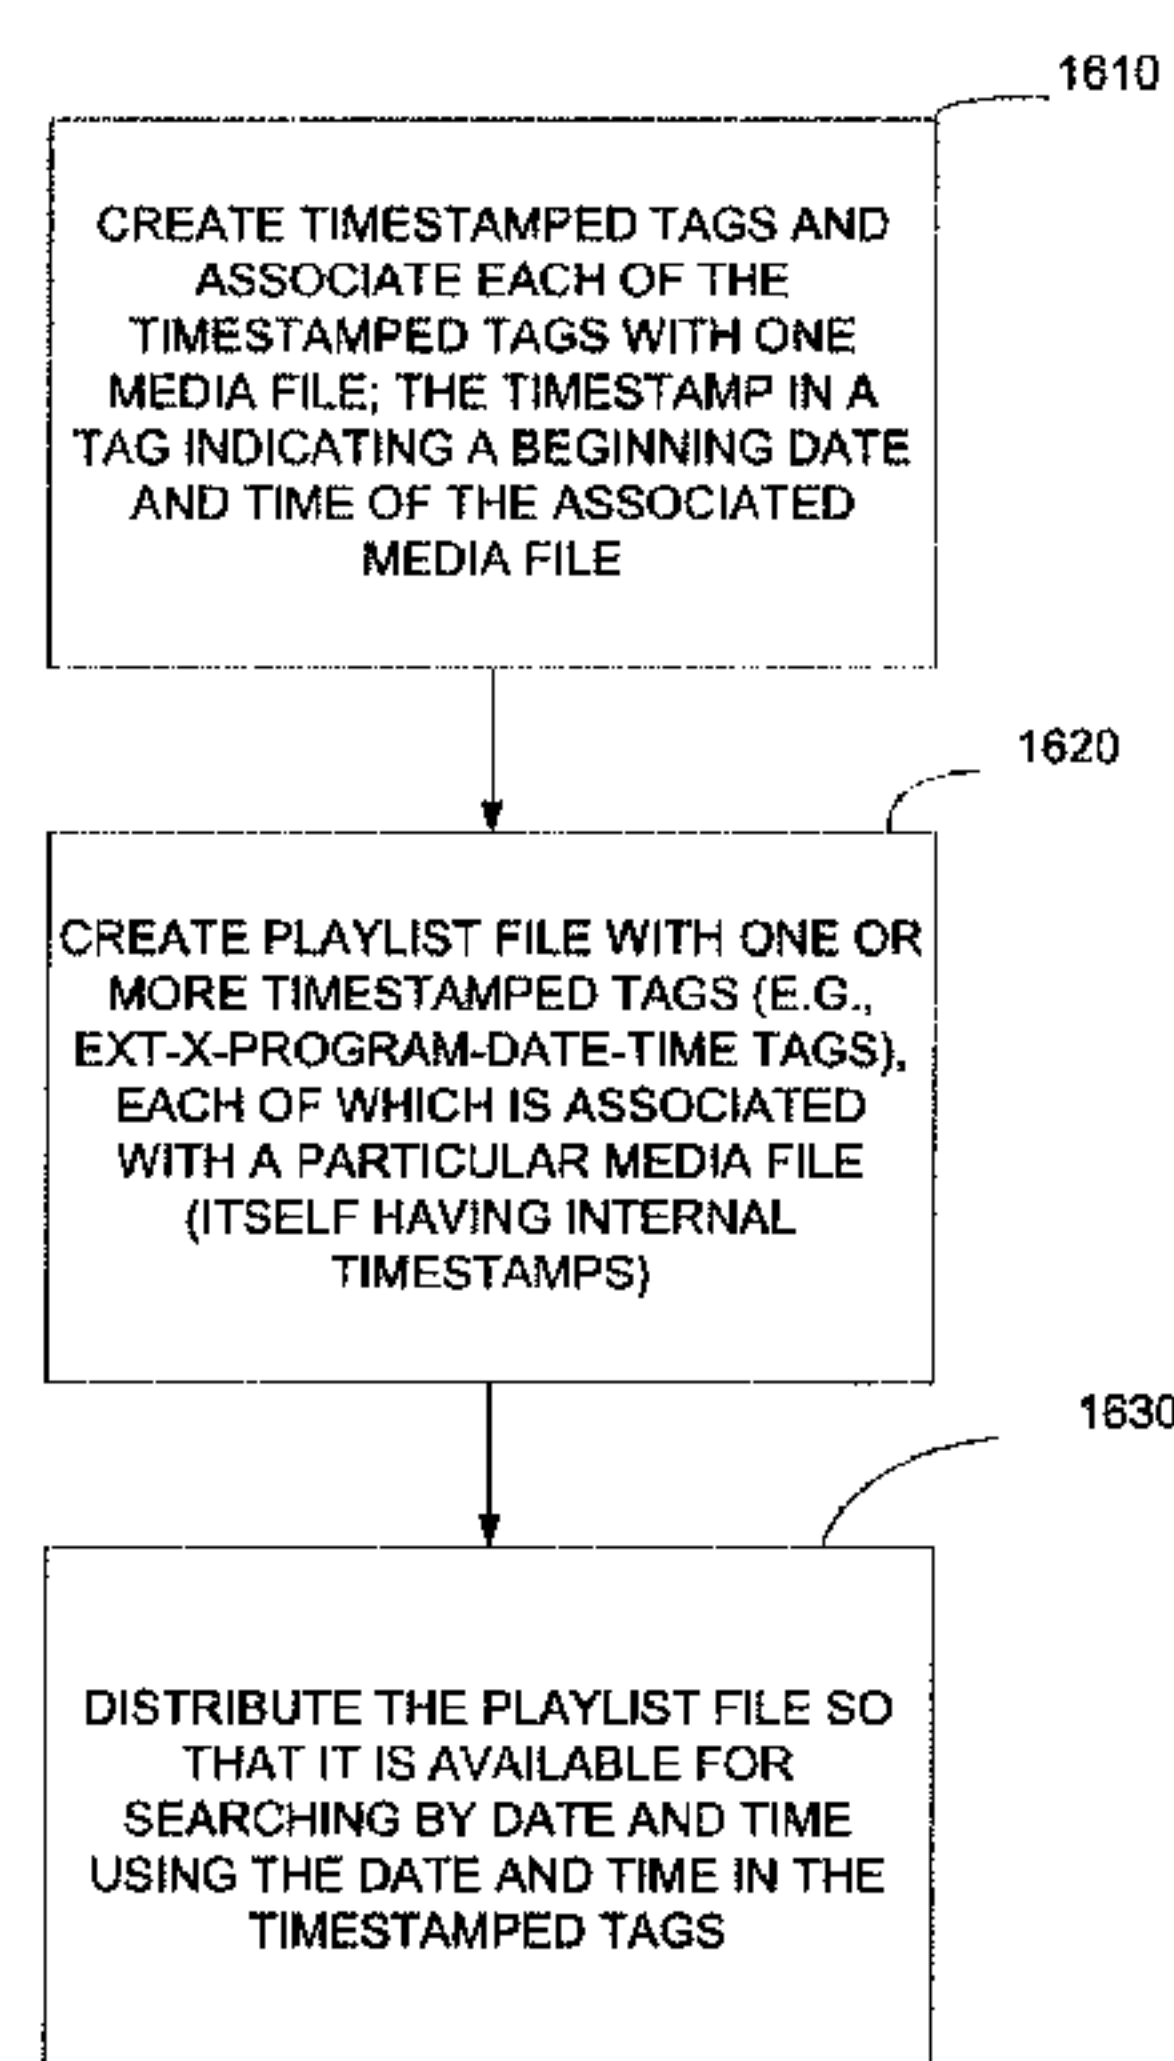 1610
CREATE TIMESTAMPED TAGS AND
ASSOCIATE EACH OF THE
TIMESTAMPED TAGS WITH ONE
MEDIA FILE; THE TIMESTAMP IN A
TAG INDICATING A BEGINNING DATE
AND TIME OF THE ASSOCIATED
MEDIA FILE
1620
CREATE PLAYLIST FILE WITH ONE OR
MORE TIMESTAMPED TAGS (E.G.,
EXT-X-PROGRAM-DATE-TIME TAGS),
EACH OF WHICH IS ASSOCIATED
WITH A PARTICULAR MEDIA FILE
(ITSELF HAVING INTERNAL
TIMESTAMPS)
1630
DISTRIBUTE THE PLAYLIST FILE SO
THAT IT IS AVAILABLE FOR
SEARCHING BY DATE AND TIME
USING THE DATE AND TIME IN THE
TIMESTAMPED TAGS